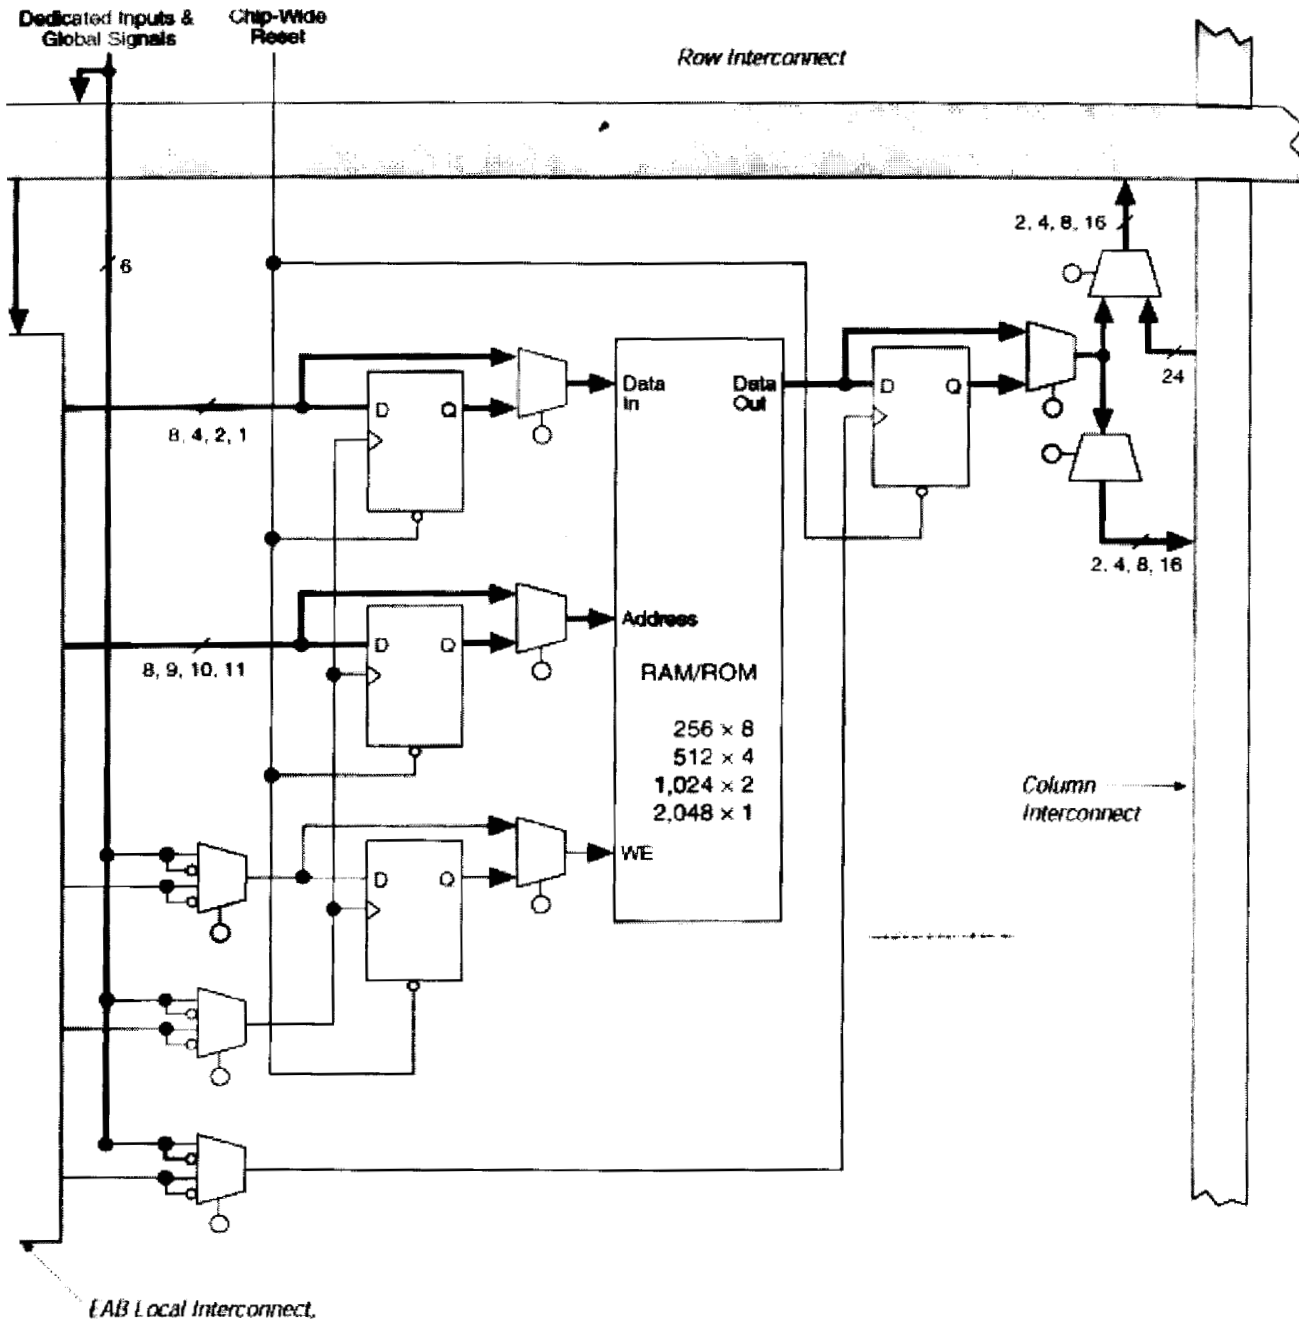 Dedicated Inputs &
Global Signals
Chip-Wide
Reset
Row Interconnect
2, 4, 8, 16
6
24
D Q
8, 4, 2, 1
Data
In
Data
Out
D Q
2, 4, 8, 16
D Q
8, 9, 10, 11
Address
RAM/ROM
256 × 8
512 × 4
1,024 × 2
2,048 × 1
Column
Interconnect
D Q
WE
EAB Local Interconnect,